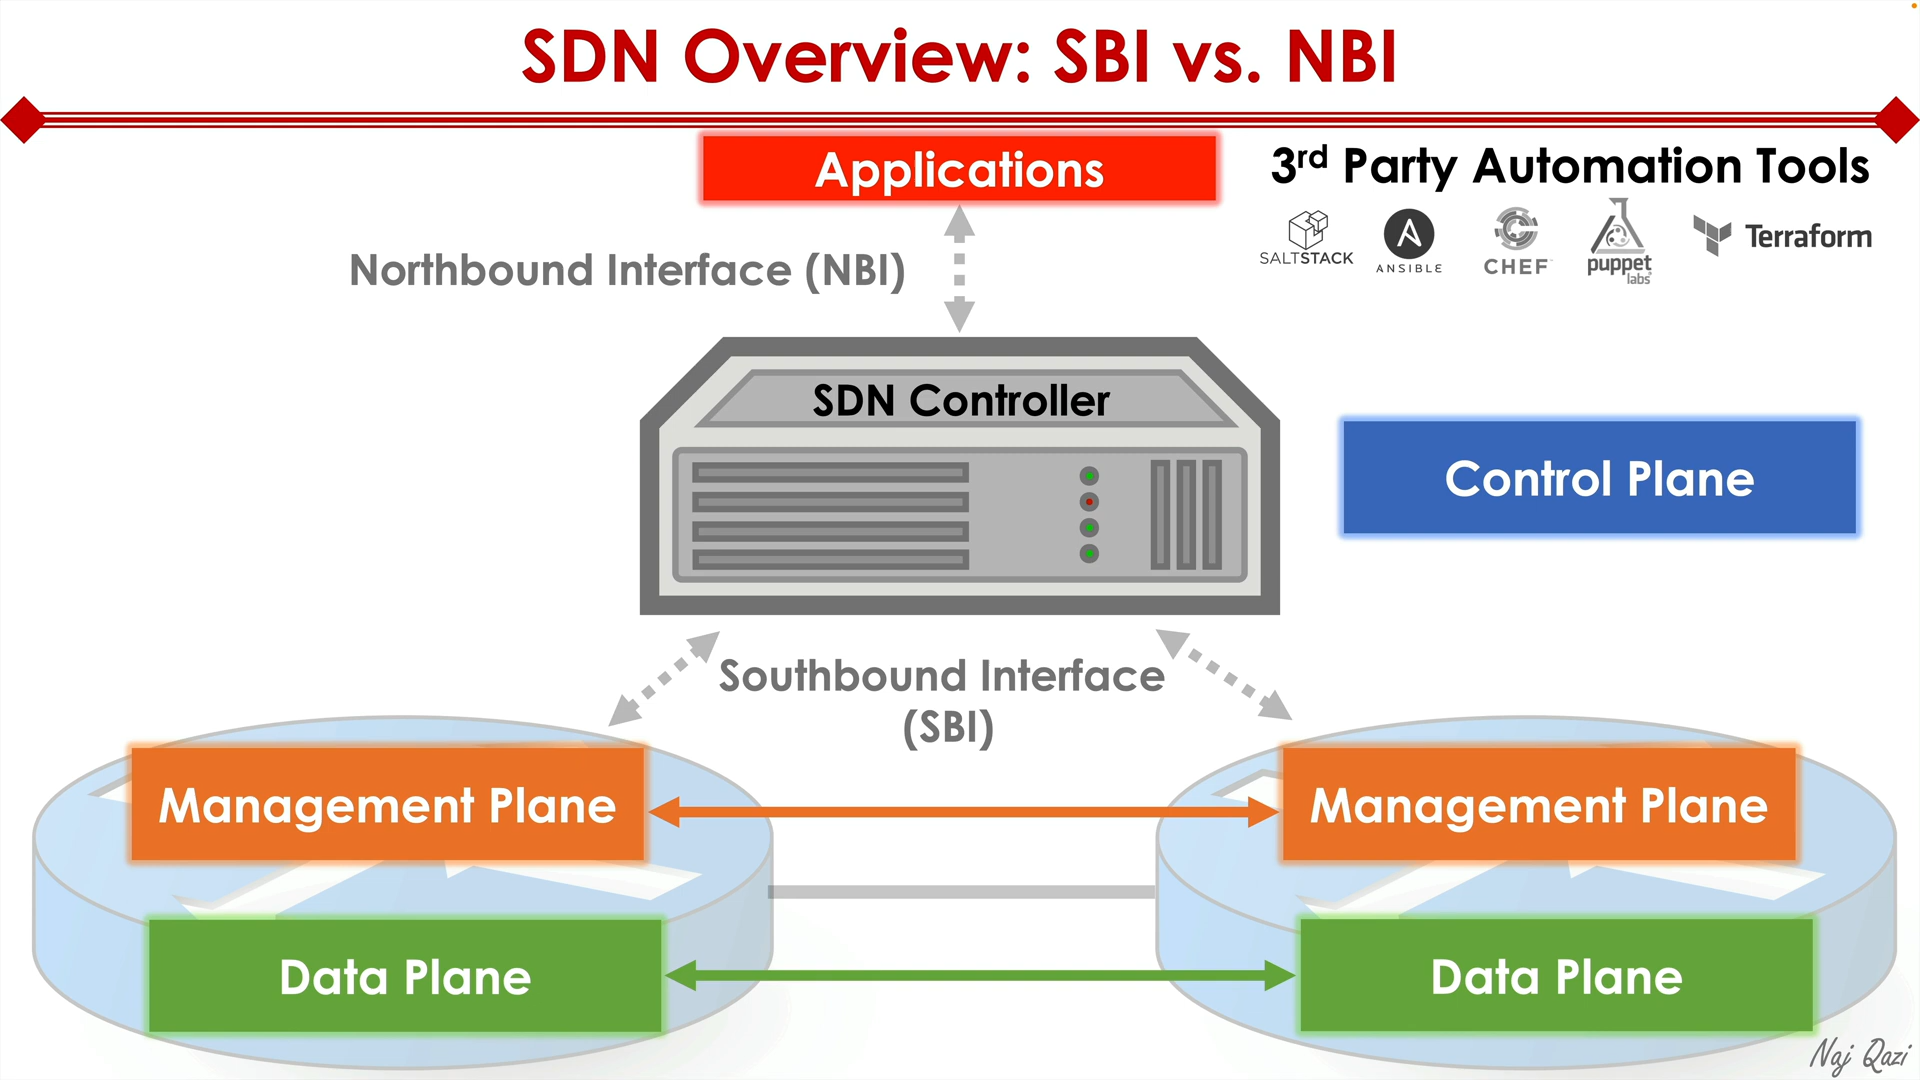 SDN Overview: SBI vs. NBI
Applications
3rd Party Automation Tools
SALTSTACK
ANSIBLE
CHEF
puppet
labs
Terraform
Northbound Interface (NBI)
SDN Controller
Control Plane
Southbound Interface
(SBI)
Management Plane
Management Plane
Data Plane
Data Plane
Naj Qazi